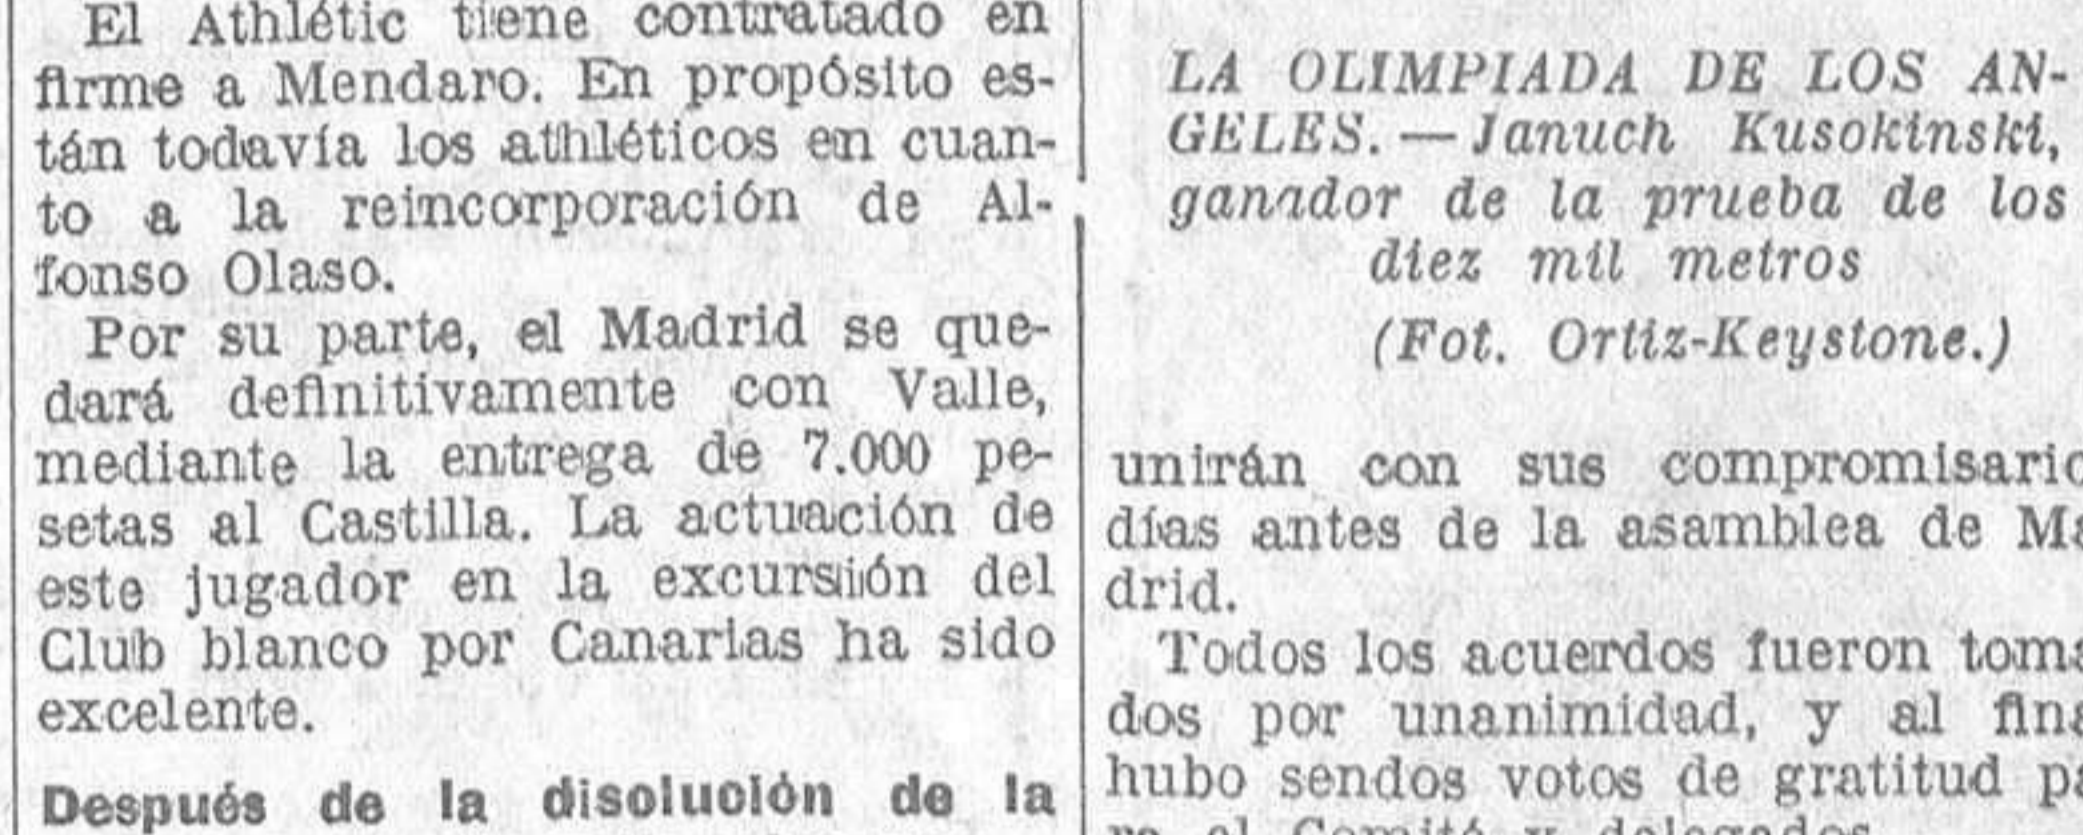 El Athlétic tiene contratado en
firme a Mendaro. En propósito es-
tán todavía los athléticos en cuan-
to a la reincorporación de Al-
fonso Olaso.
Por su parte, el Madrid se que-
dará definitivamente con Valle,
mediante la entrega de 7.000 pe-
setas al Castilla. La actuación de
este jugador en la excursión del
Club blanco por Canarias ha sido
excelente.
Después de la disolución de la
LA OLIMPIADA DE LOS AN-
GELES.—Januch Kusokinski,
ganador de la prueba de los
diez mil metros
(Fot. Ortiz-Keystone.)
unirán con sus compromisario
días antes de la asamblea de Ma
drid.
Todos los acuerdos fueron toma
dos por unanimidad, y al fina
hubo sendos votos de gratitud pa
ra el Comité y delegados